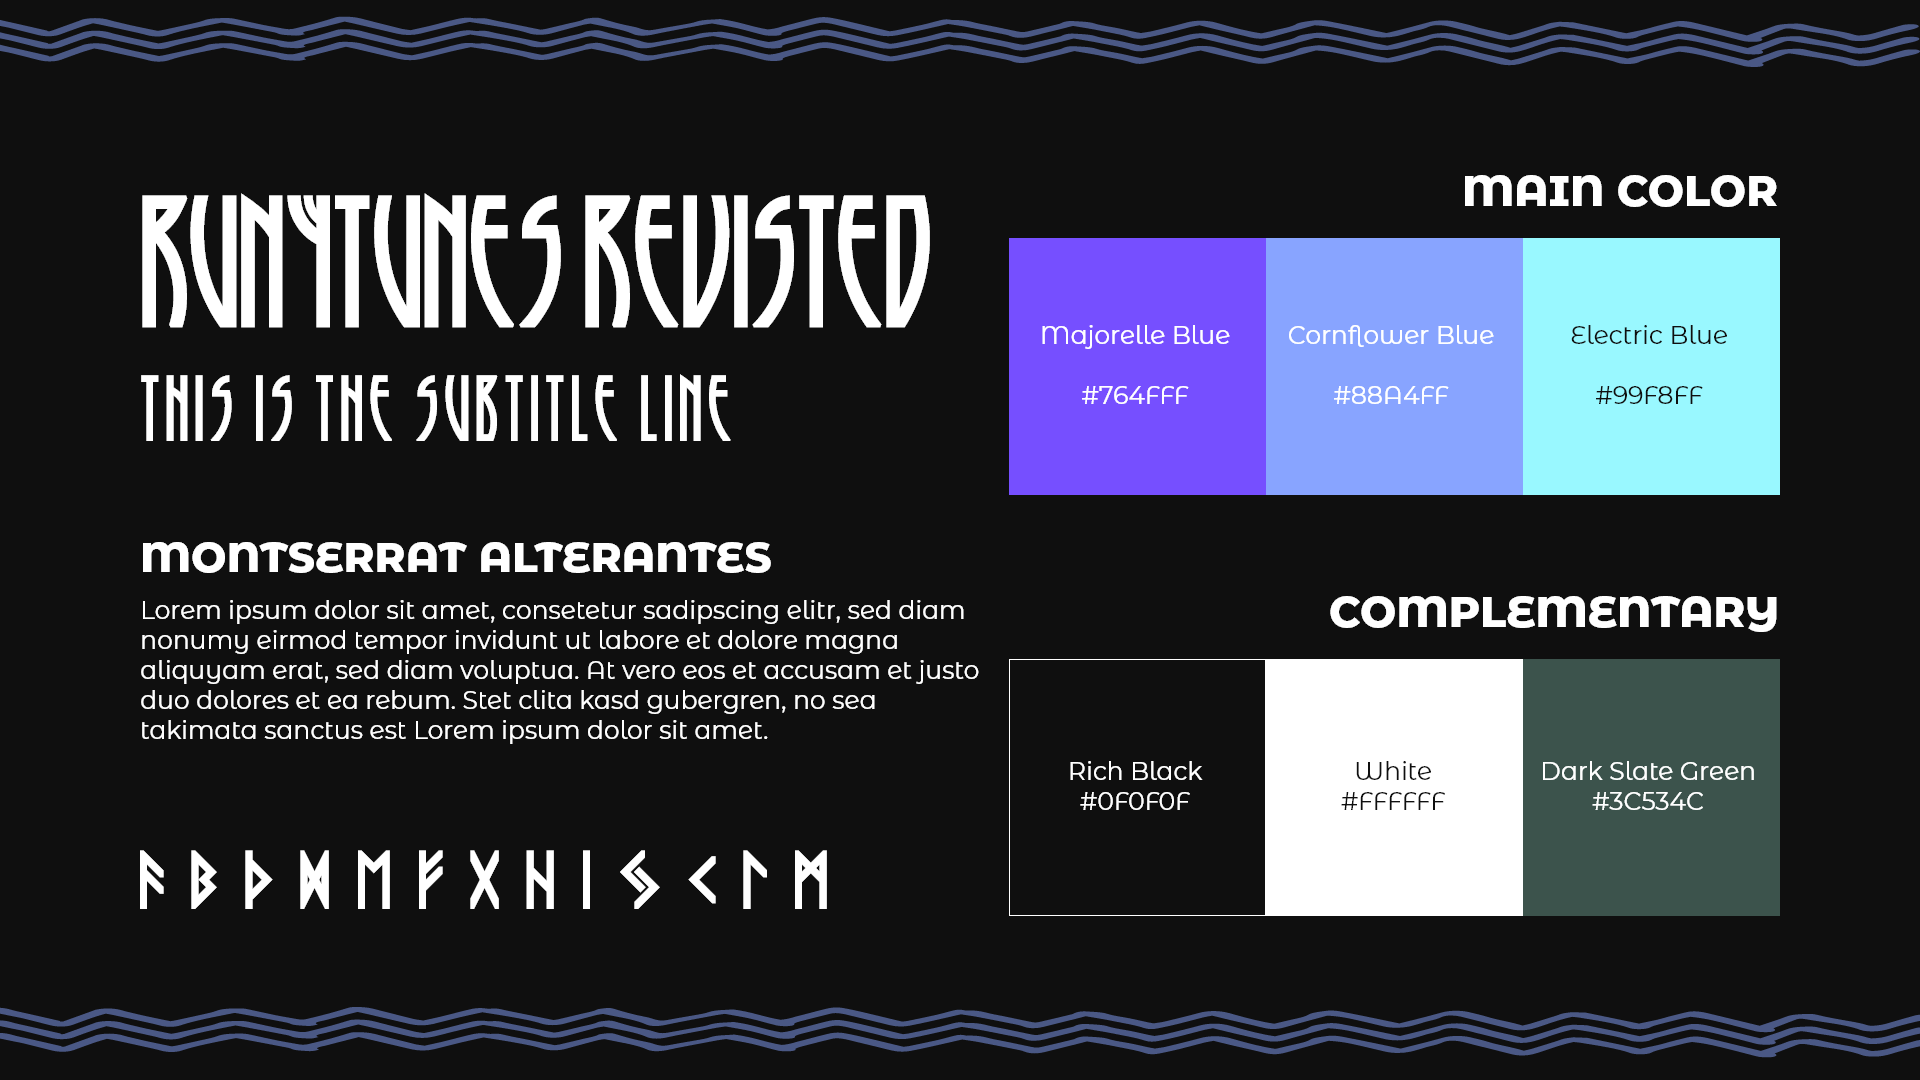 RUNYTUNES REVISTED
THIS IS THE SUBTITLE LINE
MONTSERRAT ALTERANTES
Lorem ipsum dolor sit amet, consetetur sadipscing elitr, sed diam
nonumy eirmod tempor invidunt ut labore et dolore magna
aliquyam erat, sed diam voluptua. At vero eos et accusam et justo
duo dolores et ea rebum. Stet clita kasd gubergren, no sea
takimata sanctus est Lorem ipsum dolor sit amet.
ᚨ ᛒ ᚦ ᛞ ᛖ ᚠ ᚷ ᚺ ᛁ ᛃ ᚲ ᛚ ᛗ
MAIN COLOR
Majorelle Blue
#764FFF
Cornflower Blue
#88A4FF
Electric Blue
#99F8FF
COMPLEMENTARY
Rich Black
#0F0F0F
White
#FFFFFF
Dark Slate Green
#3C534C